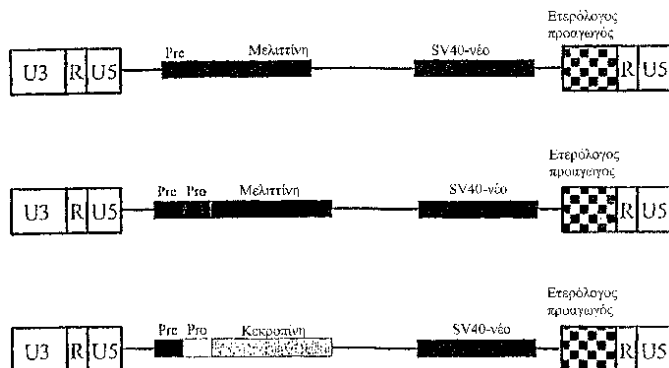 Ετερόλογος
προαγωγός
Pre Μελιττίνη SV40-νέο
U3 R U5 R U5
Ετερόλογος
προαγωγός
Pre Pro Μελιττίνη SV40-νέο
U3 R U5 R U5
Ετερόλογος
προαγωγός
Pre Pro Κεκροπίνη SV40-νέο
U3 R U5 R U5